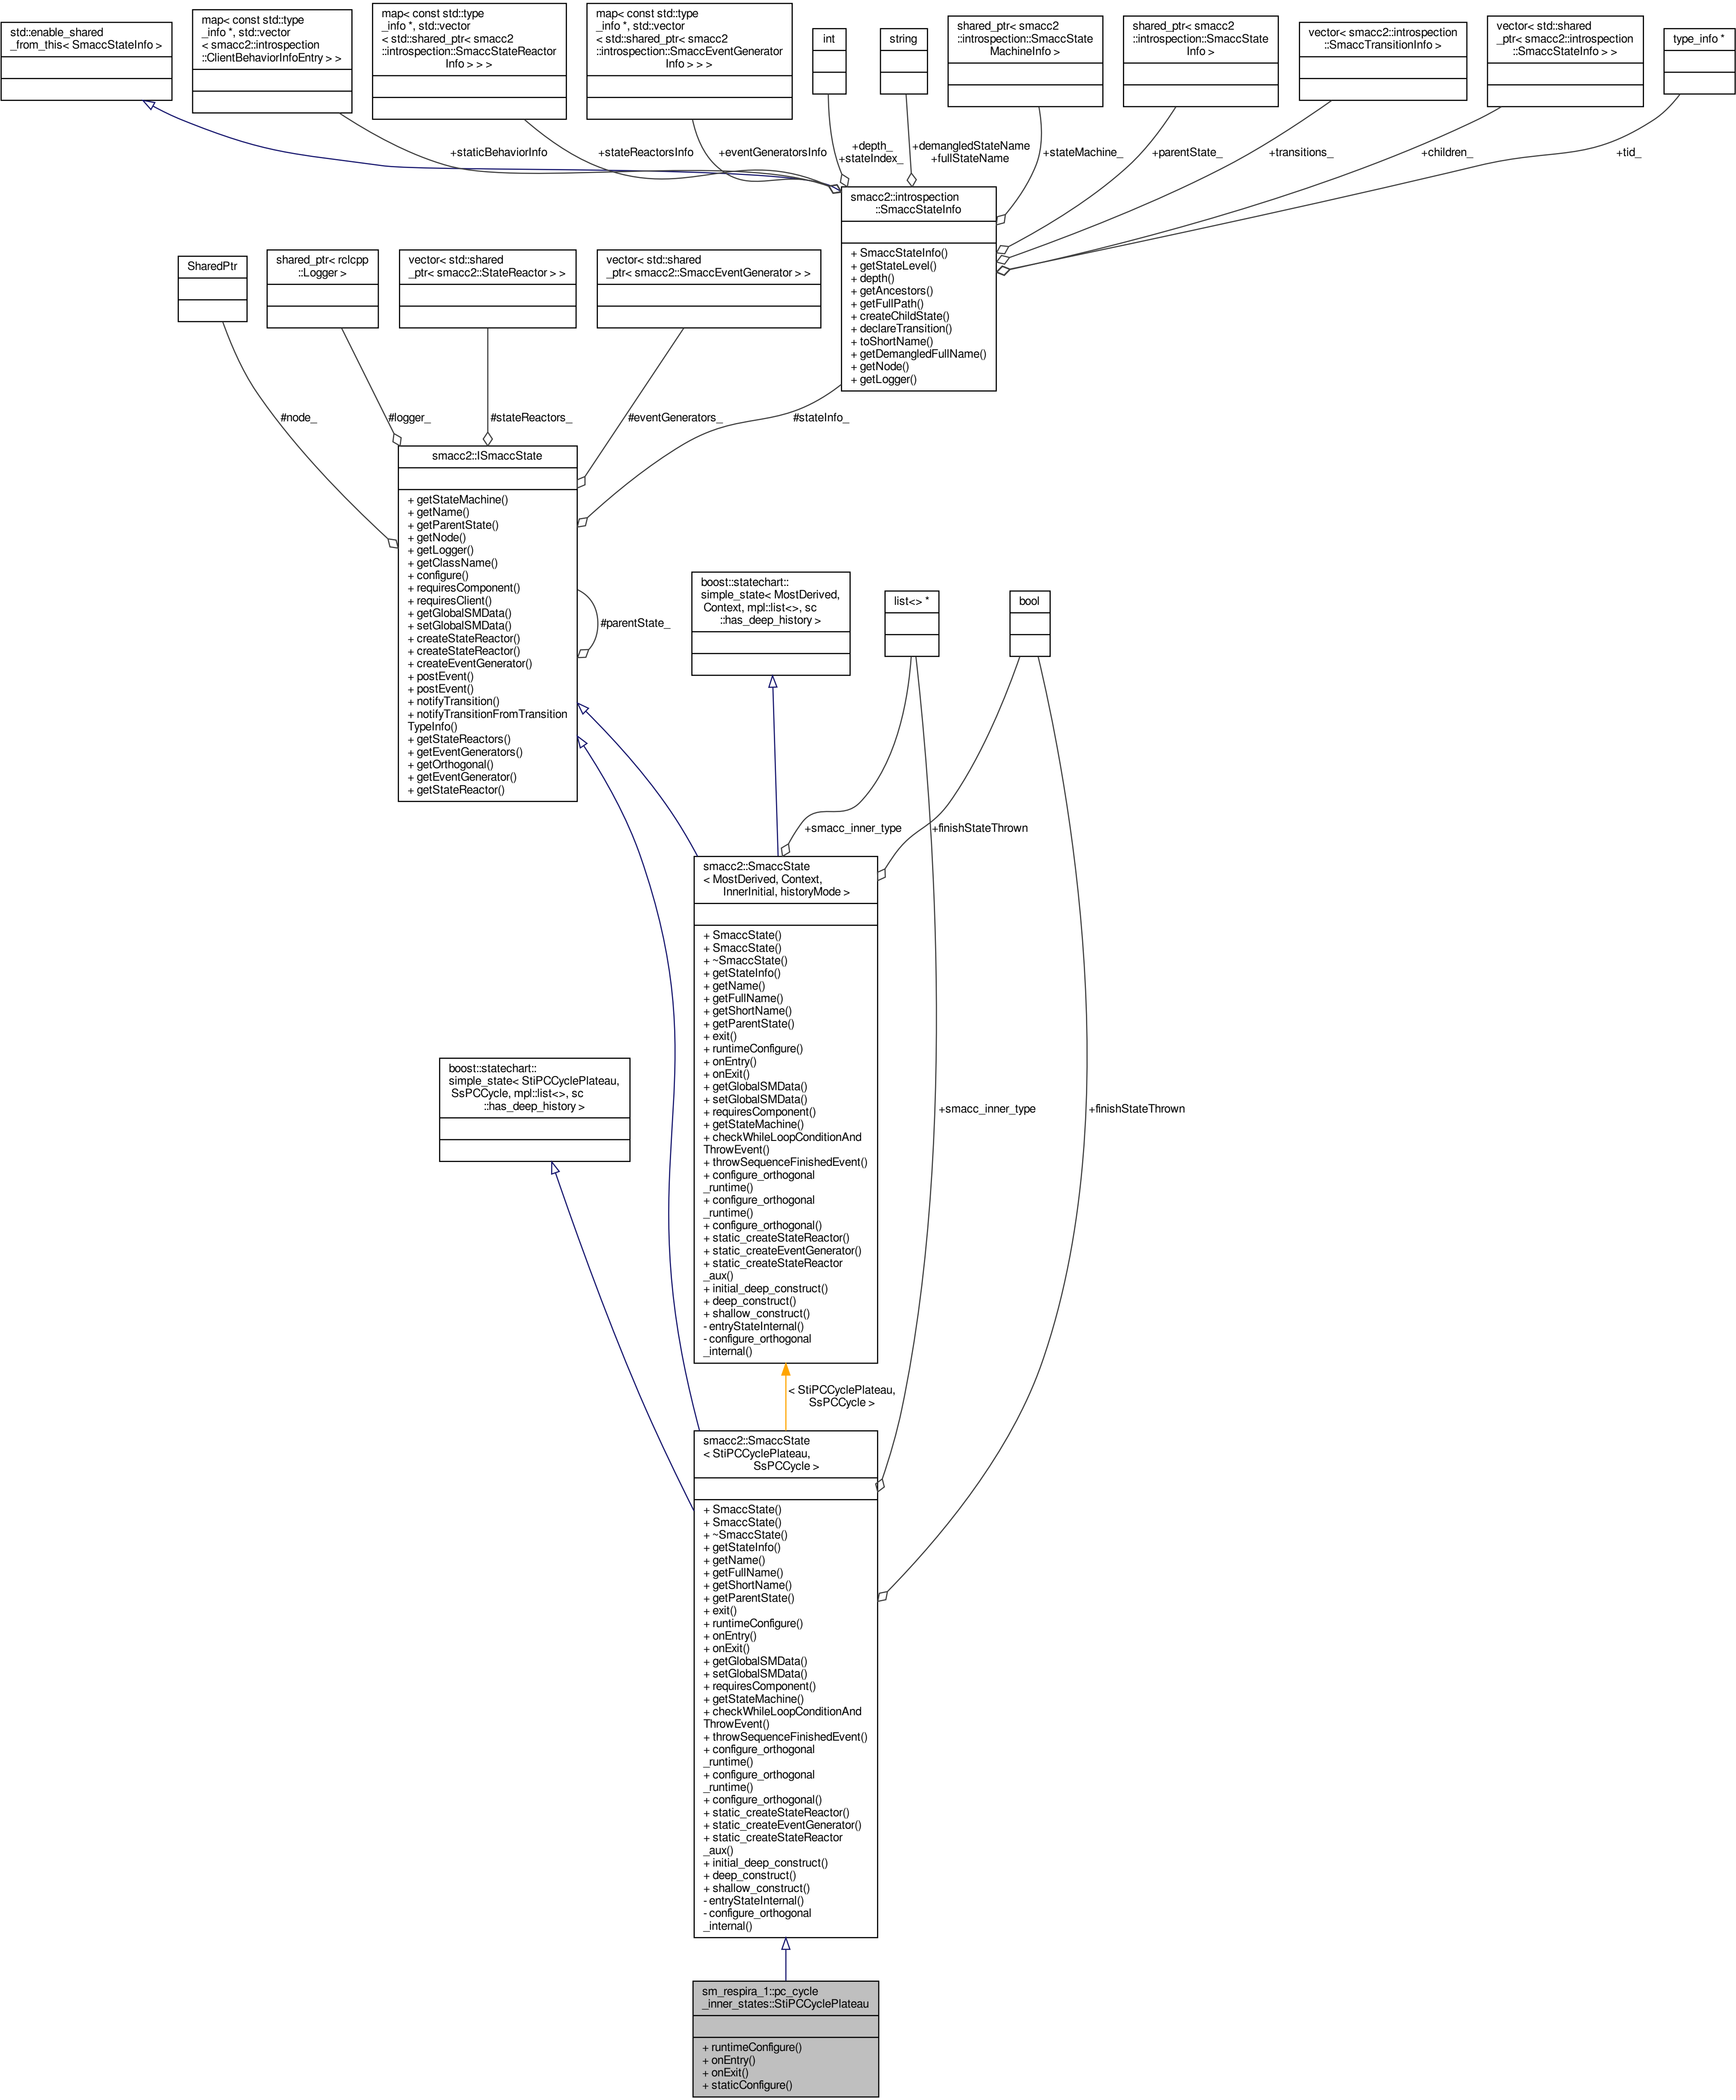 std::enable_shared
_from_this< SmaccStateInfo >
map< const std::type
_info *, std::vector
< smacc2::introspection
::ClientBehaviorInfoEntry > >
map< const std::type
_info *, std::vector
< std::shared_ptr< smacc2
::introspection::SmaccStateReactor
Info > > >
map< const std::type
_info *, std::vector
< std::shared_ptr< smacc2
::introspection::SmaccEventGenerator
Info > > >
int
string
shared_ptr< smacc2
::introspection::SmaccState
MachineInfo >
shared_ptr< smacc2
::introspection::SmaccState
Info >
vector< smacc2::introspection
::SmaccTransitionInfo >
vector< std::shared
_ptr< smacc2::introspection
::SmaccStateInfo > >
type_info *
+staticBehaviorInfo
+stateReactorsInfo
+eventGeneratorsInfo
+depth_
+stateIndex_
+demangledStateName
+fullStateName
+stateMachine_
+parentState_
+transitions_
+children_
+tid_
smacc2::introspection
::SmaccStateInfo
+ SmaccStateInfo()
+ getStateLevel()
+ depth()
+ getAncestors()
+ getFullPath()
+ createChildState()
+ declareTransition()
+ toShortName()
+ getDemangledFullName()
+ getNode()
+ getLogger()
SharedPtr
shared_ptr< rclcpp
::Logger >
vector< std::shared
_ptr< smacc2::StateReactor > >
vector< std::shared
_ptr< smacc2::SmaccEventGenerator > >
#node_
#logger_
#stateReactors_
#eventGenerators_
#stateInfo_
smacc2::ISmaccState
+ getStateMachine()
+ getName()
+ getParentState()
+ getNode()
+ getLogger()
+ getClassName()
+ configure()
+ requiresComponent()
+ requiresClient()
+ getGlobalSMData()
+ setGlobalSMData()
+ createStateReactor()
+ createStateReactor()
+ createEventGenerator()
+ postEvent()
+ postEvent()
+ notifyTransition()
+ notifyTransitionFromTransition
TypeInfo()
+ getStateReactors()
+ getEventGenerators()
+ getOrthogonal()
+ getEventGenerator()
+ getStateReactor()
#parentState_
boost::statechart::
simple_state< MostDerived,
Context, mpl::list<>, sc
::has_deep_history >
list<> *
bool
+smacc_inner_type
+finishStateThrown
smacc2::SmaccState
< MostDerived, Context,
InnerInitial, historyMode >
+ SmaccState()
+ SmaccState()
+ ~SmaccState()
+ getStateInfo()
+ getName()
+ getFullName()
+ getShortName()
+ getParentState()
+ exit()
+ runtimeConfigure()
+ onEntry()
+ onExit()
+ getGlobalSMData()
+ setGlobalSMData()
+ requiresComponent()
+ getStateMachine()
+ checkWhileLoopConditionAnd
ThrowEvent()
+ throwSequenceFinishedEvent()
+ configure_orthogonal
_runtime()
+ configure_orthogonal
_runtime()
+ configure_orthogonal()
+ static_createStateReactor()
+ static_createEventGenerator()
+ static_createStateReactor
_aux()
+ initial_deep_construct()
+ deep_construct()
+ shallow_construct()
- entryStateInternal()
- configure_orthogonal
_internal()
boost::statechart::
simple_state< StiPCCyclePlateau,
SsPCCycle, mpl::list<>, sc
::has_deep_history >
+smacc_inner_type
+finishStateThrown
< StiPCCyclePlateau,
SsPCCycle >
smacc2::SmaccState
< StiPCCyclePlateau,
SsPCCycle >
+ SmaccState()
+ SmaccState()
+ ~SmaccState()
+ getStateInfo()
+ getName()
+ getFullName()
+ getShortName()
+ getParentState()
+ exit()
+ runtimeConfigure()
+ onEntry()
+ onExit()
+ getGlobalSMData()
+ setGlobalSMData()
+ requiresComponent()
+ getStateMachine()
+ checkWhileLoopConditionAnd
ThrowEvent()
+ throwSequenceFinishedEvent()
+ configure_orthogonal
_runtime()
+ configure_orthogonal
_runtime()
+ configure_orthogonal()
+ static_createStateReactor()
+ static_createEventGenerator()
+ static_createStateReactor
_aux()
+ initial_deep_construct()
+ deep_construct()
+ shallow_construct()
- entryStateInternal()
- configure_orthogonal
_internal()
sm_respira_1::pc_cycle
_inner_states::StiPCCyclePlateau
+ runtimeConfigure()
+ onEntry()
+ onExit()
+ staticConfigure()